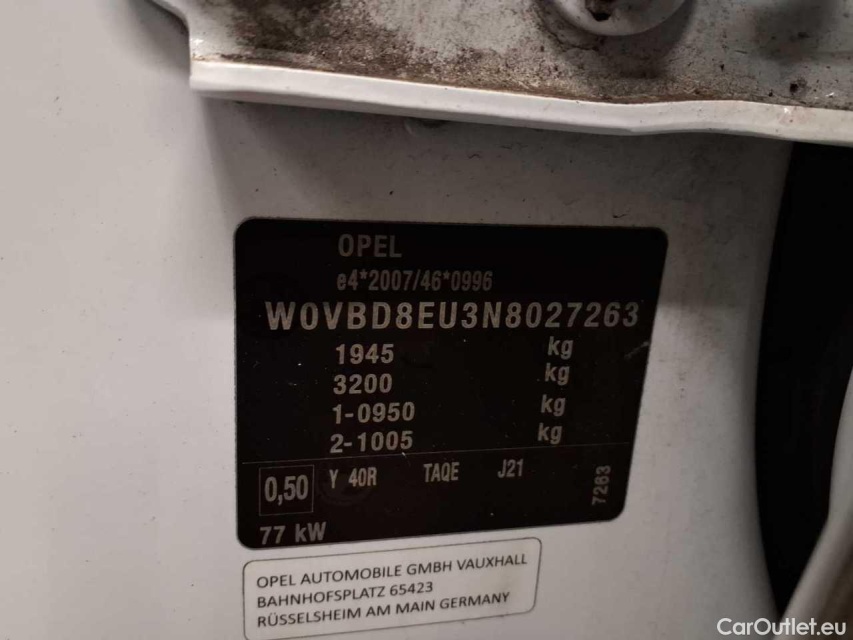 OPEL
e4*2007/46*0996
W0VBD8EU3N8027263
1945 kg
3200 kg
1-0950 kg
2-1005 kg
0,50 Y 40R TAQE J21 7263
77 kW
OPEL AUTOMOBILE GMBH VAUXHALL
BAHNHOFSPLATZ 65423
RÜSSELSHEIM AM MAIN GERMANY
CarOutlet.eu